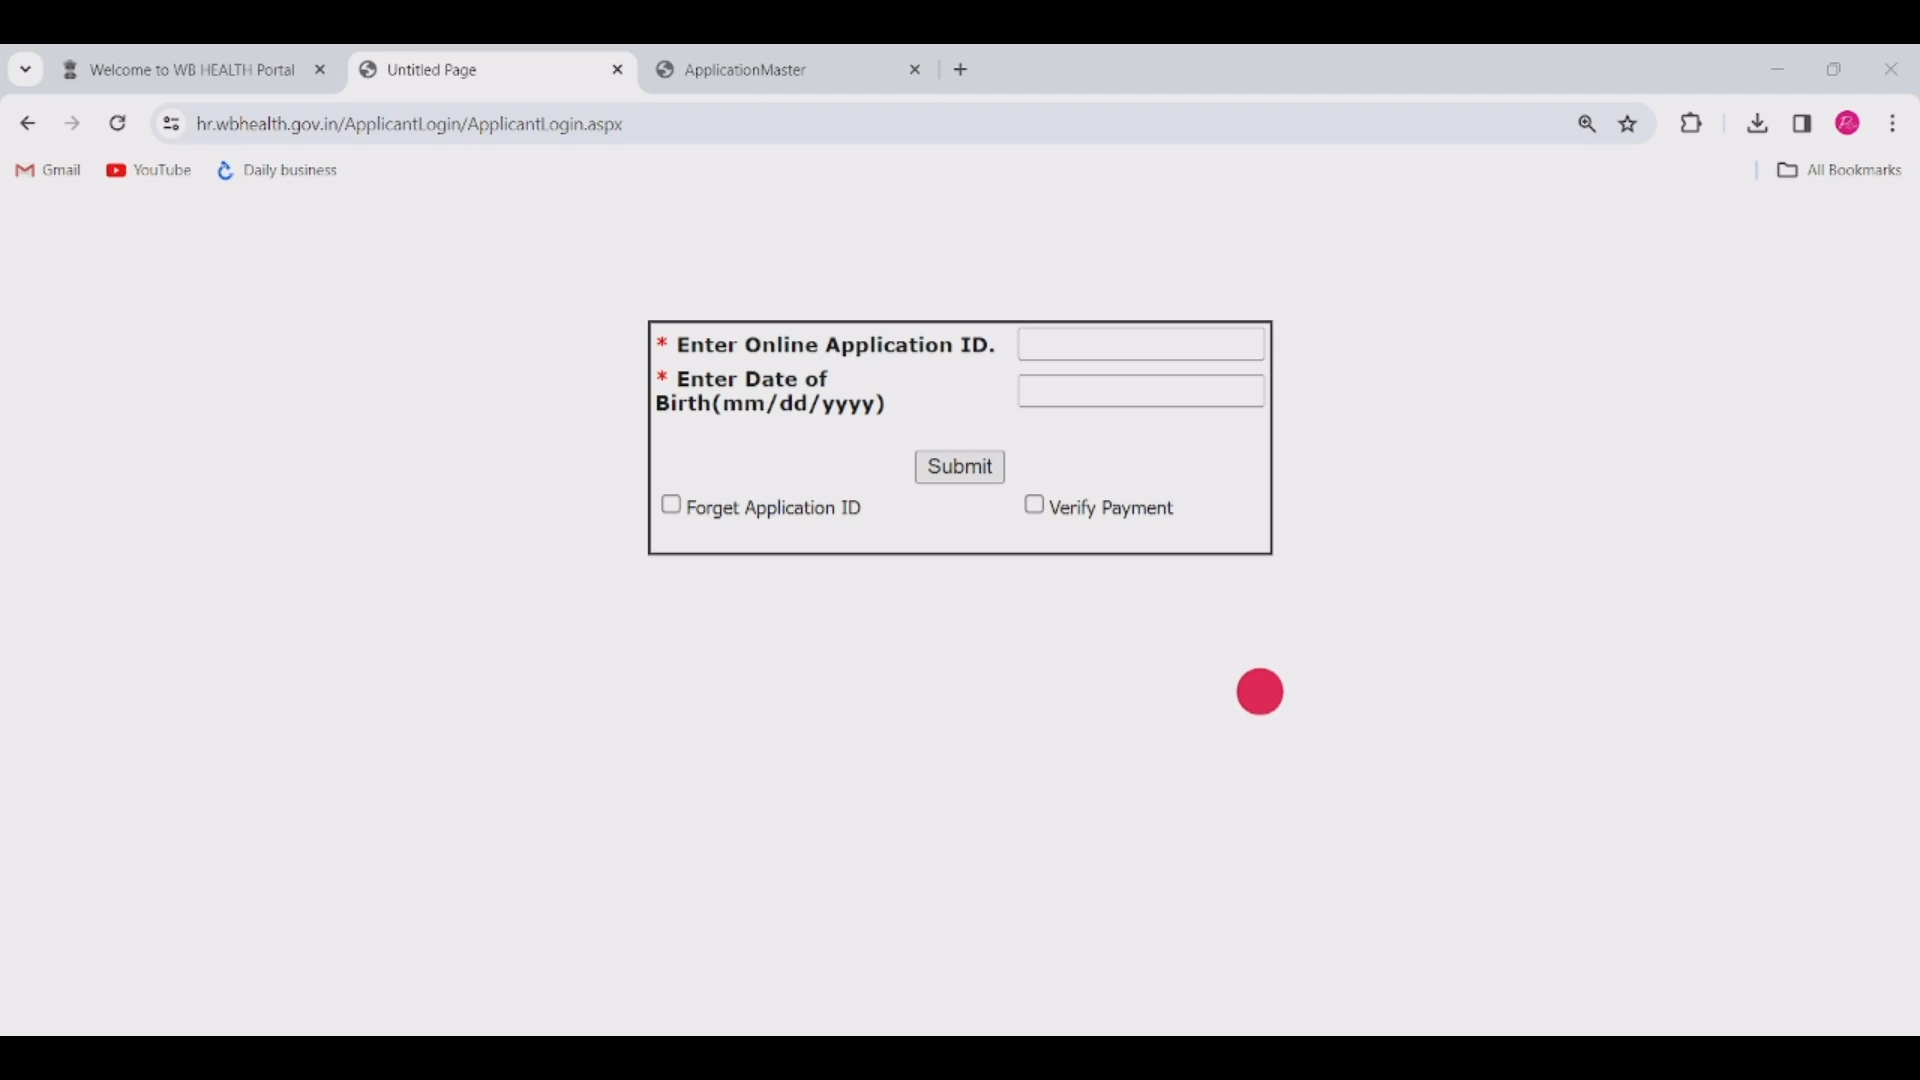 Welcome to WB HEALTH Portal
Untitled Page
ApplicationMaster
hr.wbhealth.gov.in/ApplicantLogin/ApplicantLogin.aspx
Gmail
YouTube
Daily business
All Bookmarks
* Enter Online Application ID.
* Enter Date of
Birth(mm/dd/yyyy)
Submit
Forget Application ID
Verify Payment